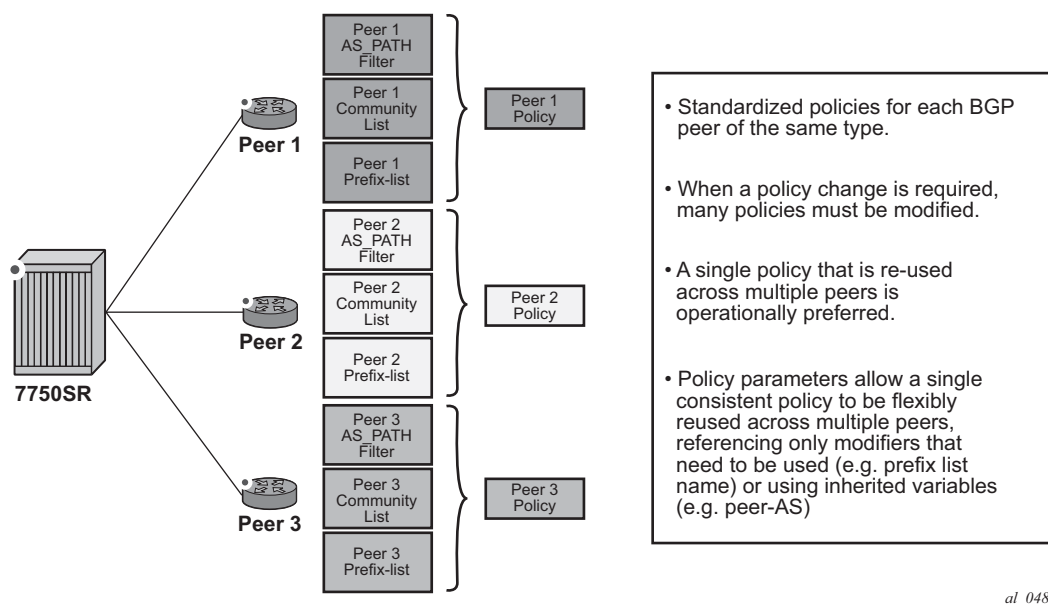 Peer 1
AS_PATH
Filter
Peer 1
Community
List
Peer 1
Prefix-list
Peer 1
Policy
Peer 1
Peer 2
AS_PATH
Filter
Peer 2
Community
List
Peer 2
Prefix-list
Peer 2
Policy
Peer 2
7750SR
Peer 3
AS_PATH
Filter
Peer 3
Community
List
Peer 3
Prefix-list
Peer 3
Policy
Peer 3
• Standardized policies for each BGP
peer of the same type.
• When a policy change is required,
many policies must be modified.
• A single policy that is re-used
across multiple peers is
operationally preferred.
• Policy parameters allow a single
consistent policy to be flexibly
reused across multiple peers,
referencing only modifiers that
need to be used (e.g. prefix list
name) or using inherited variables
(e.g. peer-AS)
al_048